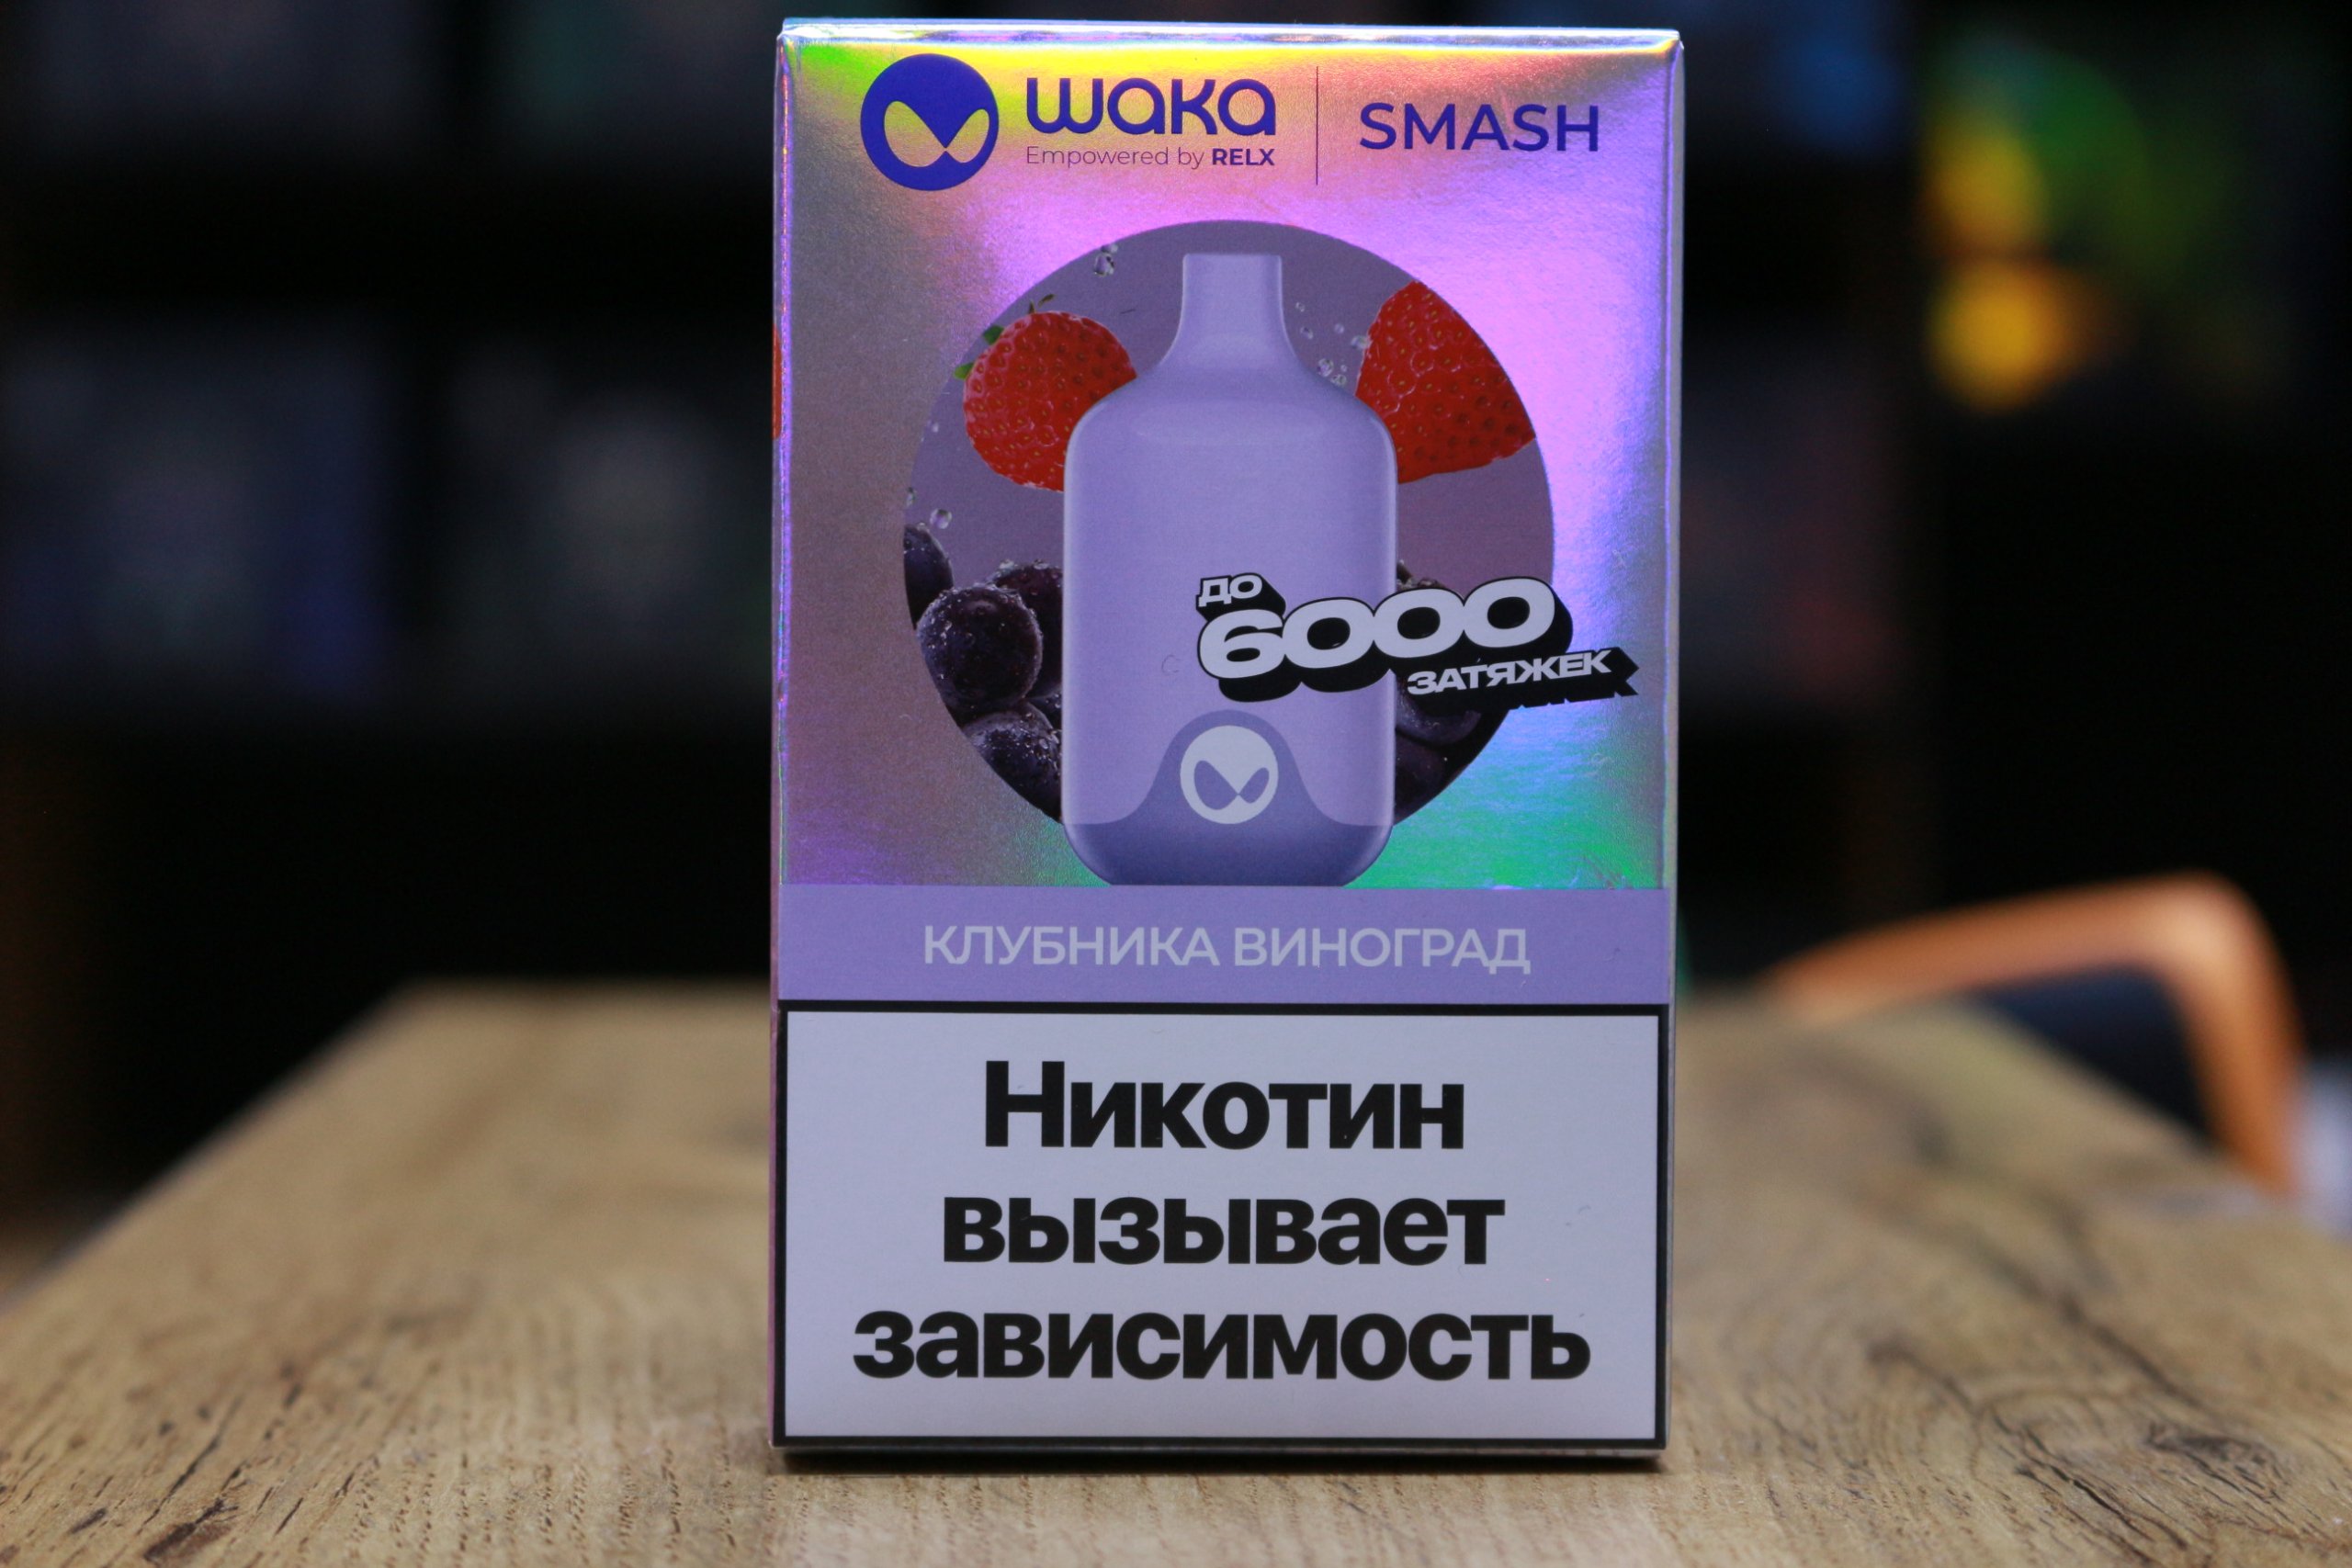 waka
Empowered by RELX
SMASH
ДО
6000
ЗАТЯЖЕК
КЛУБНИКА ВИНОГРАД
Никотин
вызывает
зависимость